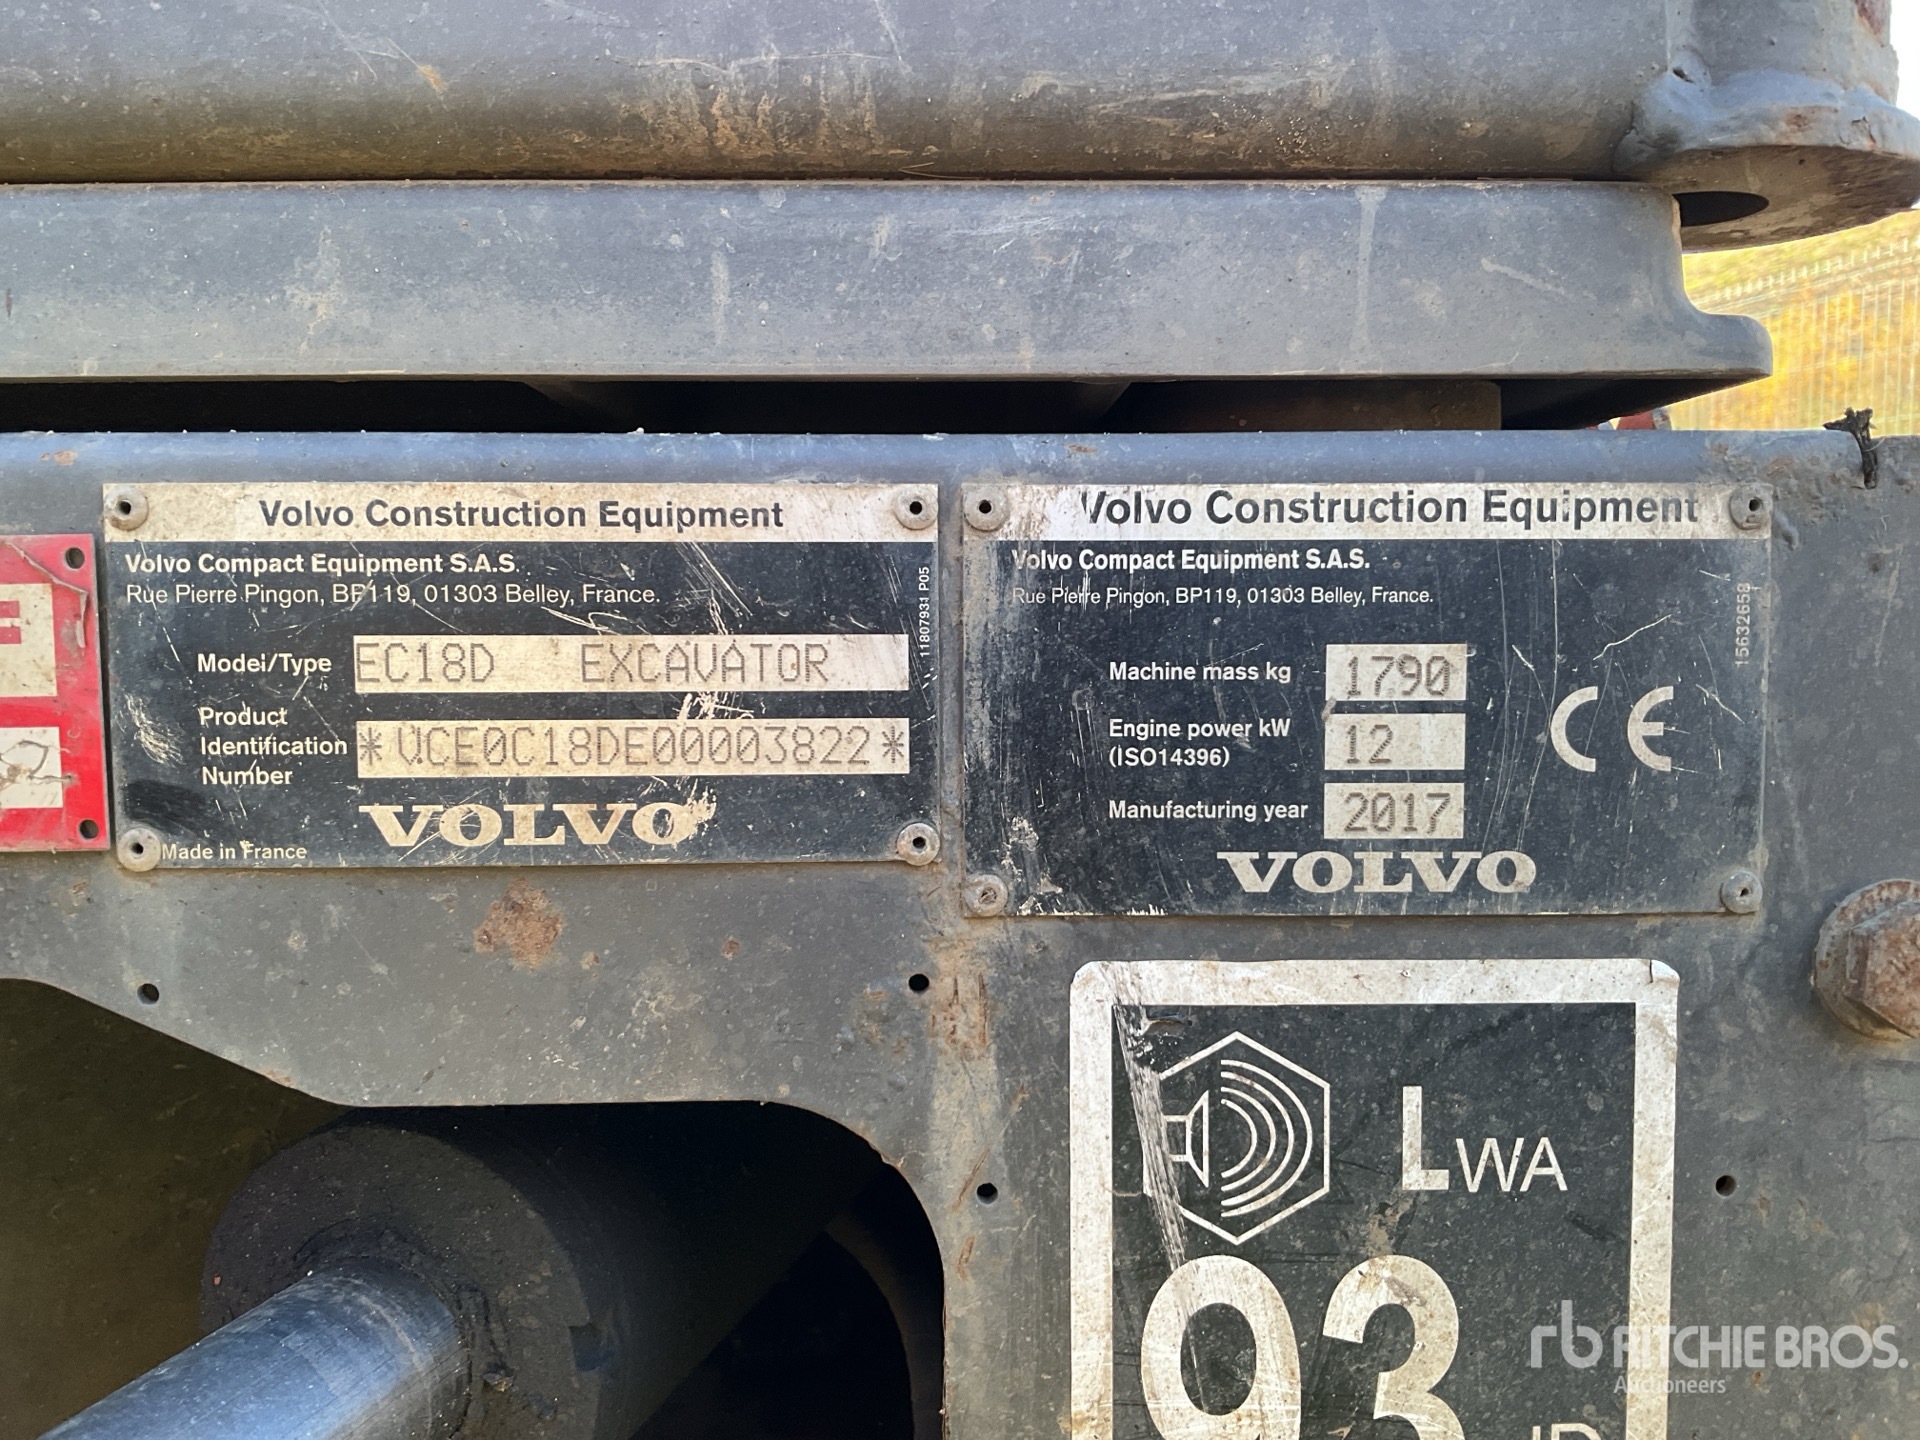 Volvo Construction Equipment
Volvo Compact Equipment S.A.S.
Rue Pierre Pingon, BP119, 01303 Belley, France.
Model/Type EC18D EXCAVATOR
Product Identification Number *VCE0C18DE00003822*
VOLVO
Made in France
11807931 P05
Volvo Construction Equipment
Volvo Compact Equipment S.A.S.
Rue Pierre Pingon, BP119, 01303 Belley, France.
Machine mass kg 1790
Engine power kW (ISO14396) 12
Manufacturing year 2017
CE
VOLVO
15632658
LWA
93
rb RITCHIE BROS.
Auctioneers